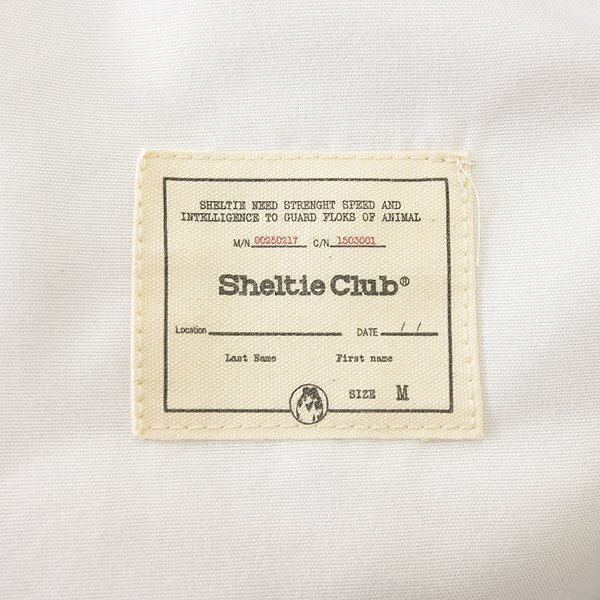 SHELTIE NEED STRENGHT SPEED AND
INTELLIGENCE TO GUARD FLOKS OF ANIMAL
M/N 00250217 C/N 1503001
Sheltie Club®
Location DATE / /
Last Name First name
SIZE M